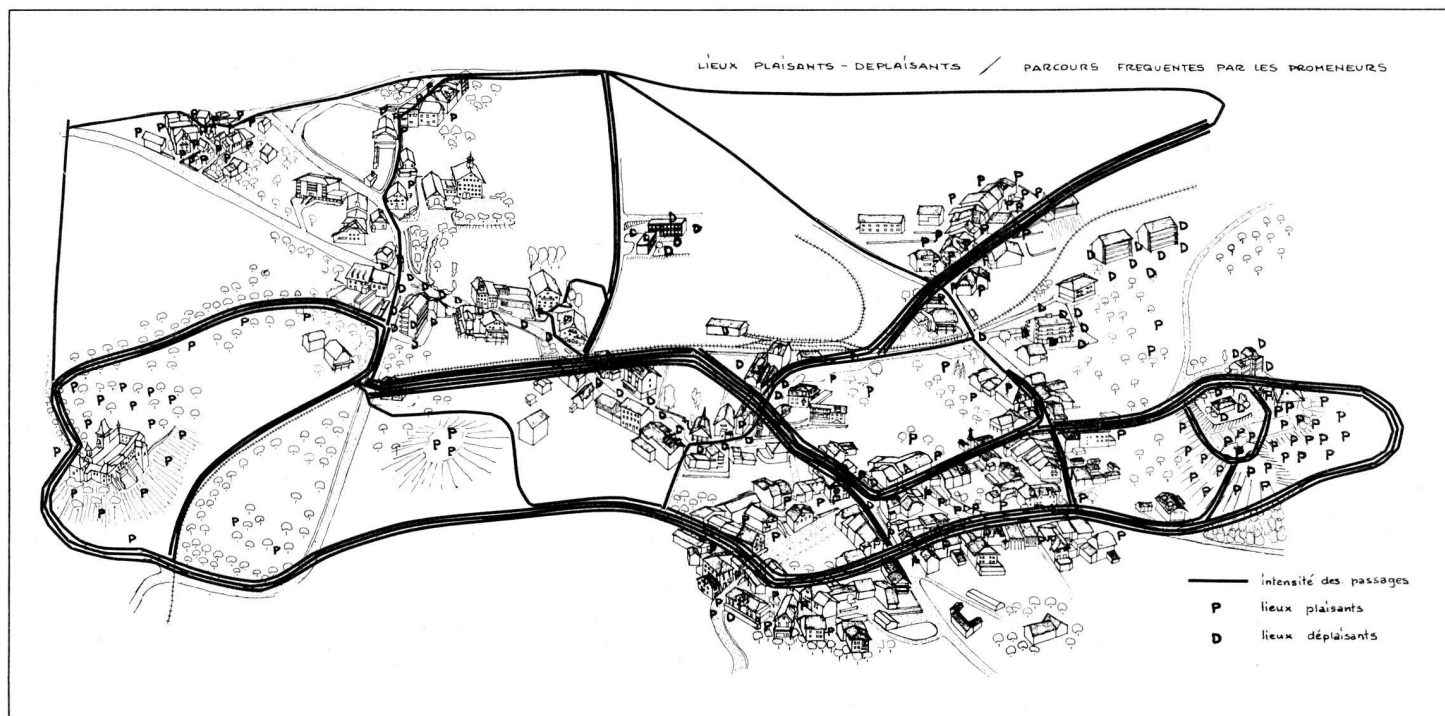 LIEUX PLAISANTS - DEPLAISANTS / PARCOURS FREQUENTES PAR LES PROMENEURS
intensité des passages
P lieux plaisants
D lieux déplaisants